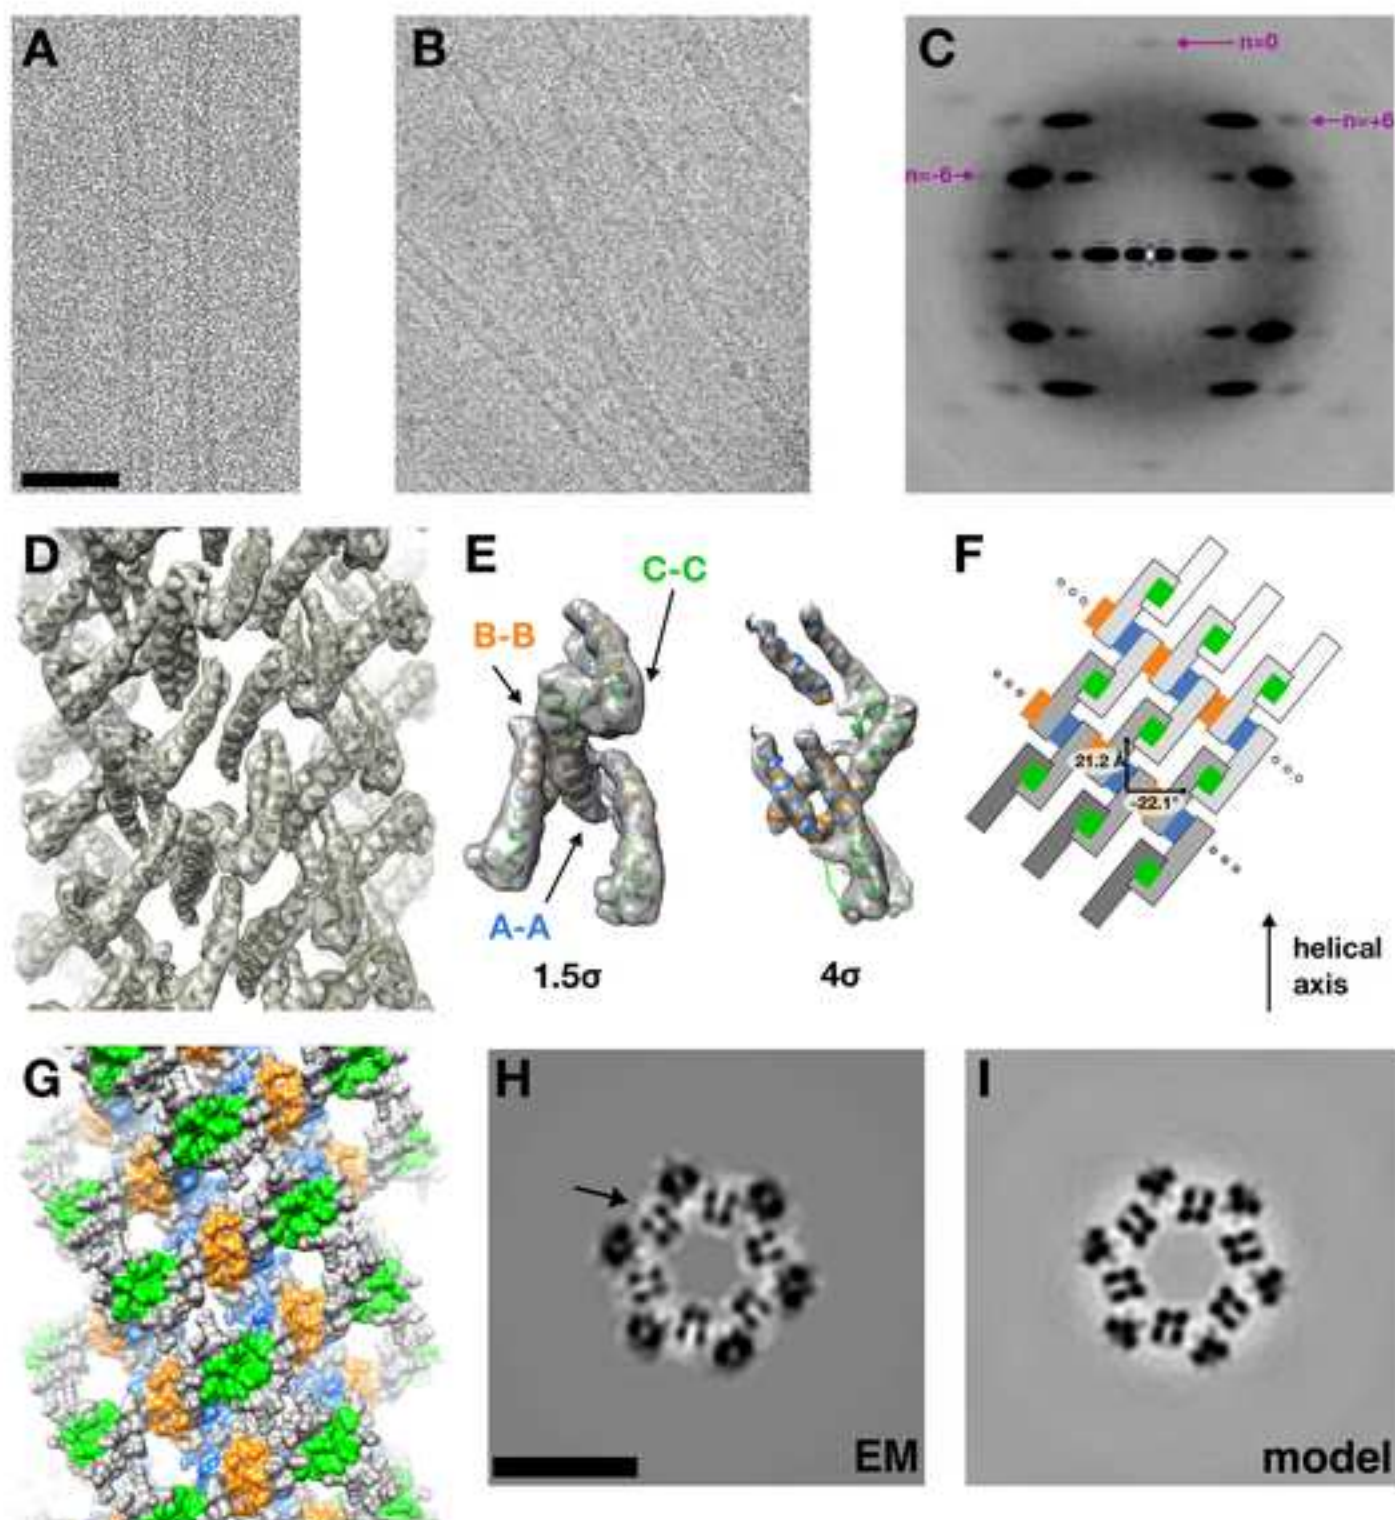 A
B
C
n=0
n=+6
n=-6
D
E
C-C
B-B
A-A
1.5σ
4σ
F
21.2 Å
-22.1°
helical
axis
G
H
EM
I
model